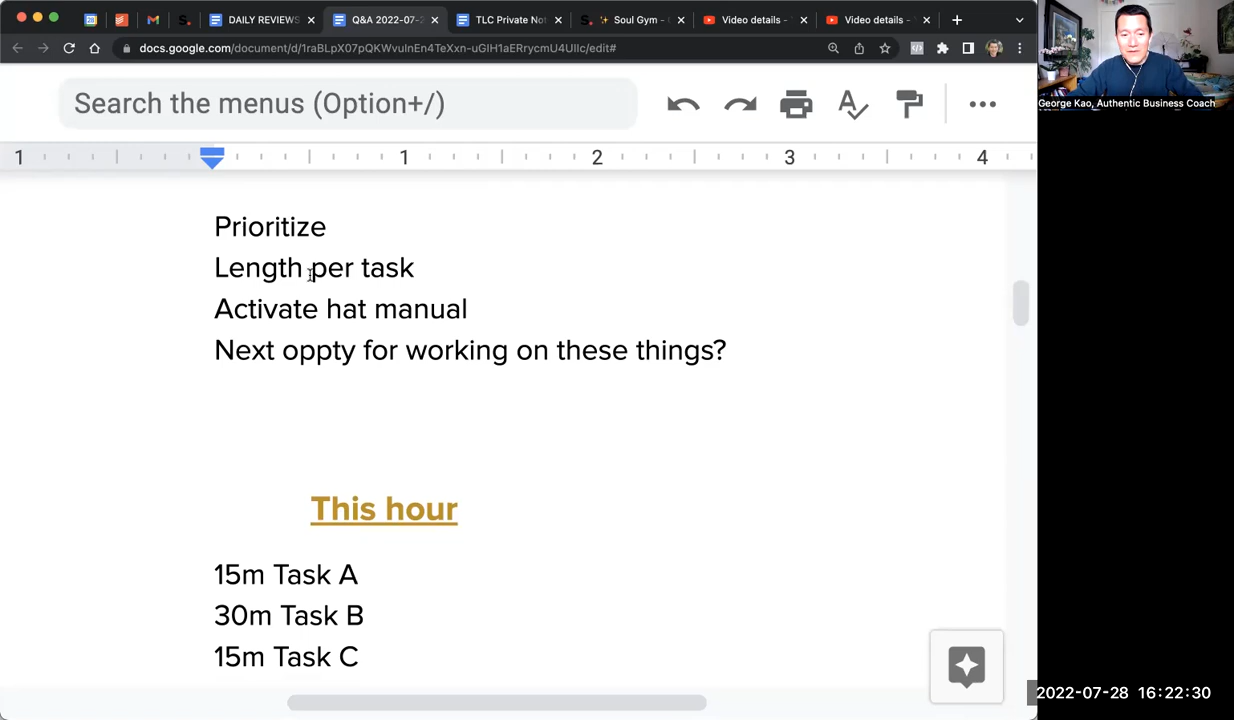 DAILY REVIEWS
Q&A 2022-07-2
TLC Private No
Soul Gym -
Video details -
Video details -
docs.google.com/document/d/1raBLpX07pQKWvuInEn4TeXxn-uGIH1aERrycmU4UIIc/edit#
Search the menus (Option+/)
1 1 2 3 4
Prioritize
Length per task
Activate hat manual
Next oppty for working on these things?
This hour
15m Task A
30m Task B
15m Task C
George Kao, Authentic Business Coach
2022-07-28 16:22:30